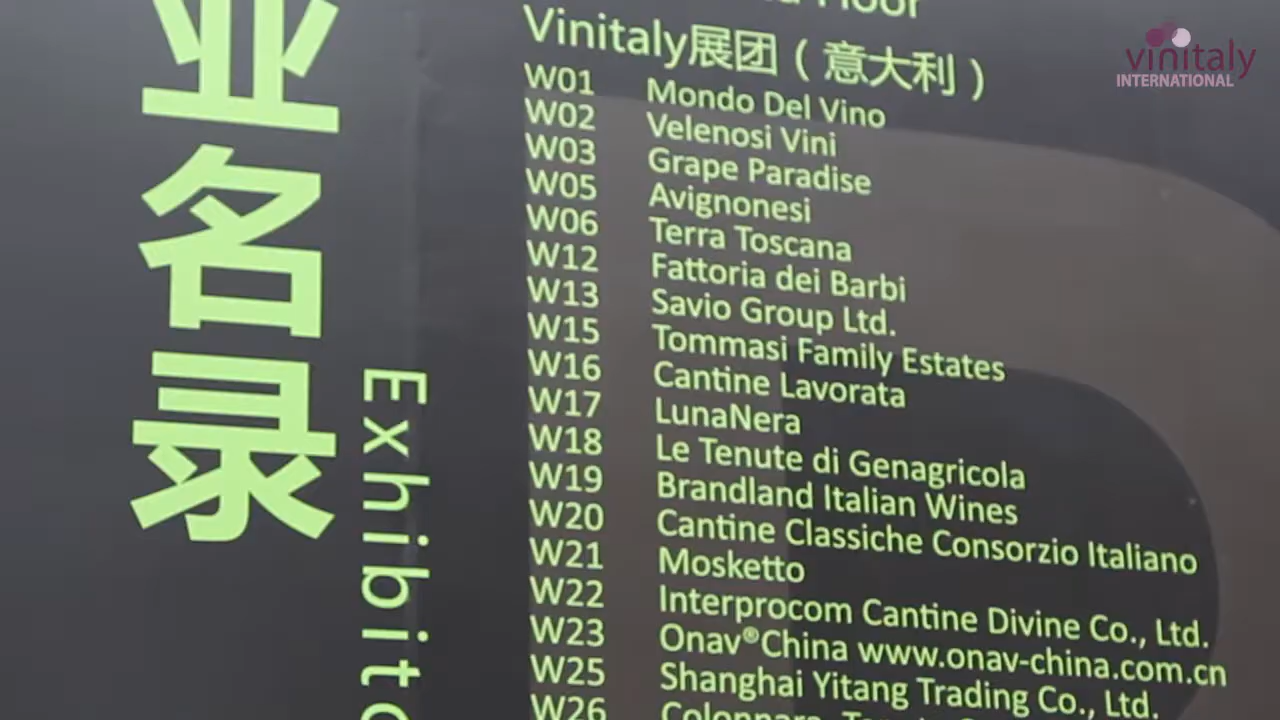 业名录
Exhibito
Floor
Vinitaly展团（意大利）
W01 Mondo Del Vino
W02 Velenosi Vini
W03 Grape Paradise
W05 Avignonesi
W06 Terra Toscana
W12 Fattoria dei Barbi
W13 Savio Group Ltd.
W15 Tommasi Family Estates
W16 Cantine Lavorata
W17 LunaNera
W18 Le Tenute di Genagricola
W19 Brandland Italian Wines
W20 Cantine Classiche Consorzio Italiano
W21 Mosketto
W22 Interprocom Cantine Divine Co., Ltd.
W23 Onav®China www.onav-china.com.cn
W25 Shanghai Yitang Trading Co., Ltd.
W26
vinitaly
INTERNATIONAL